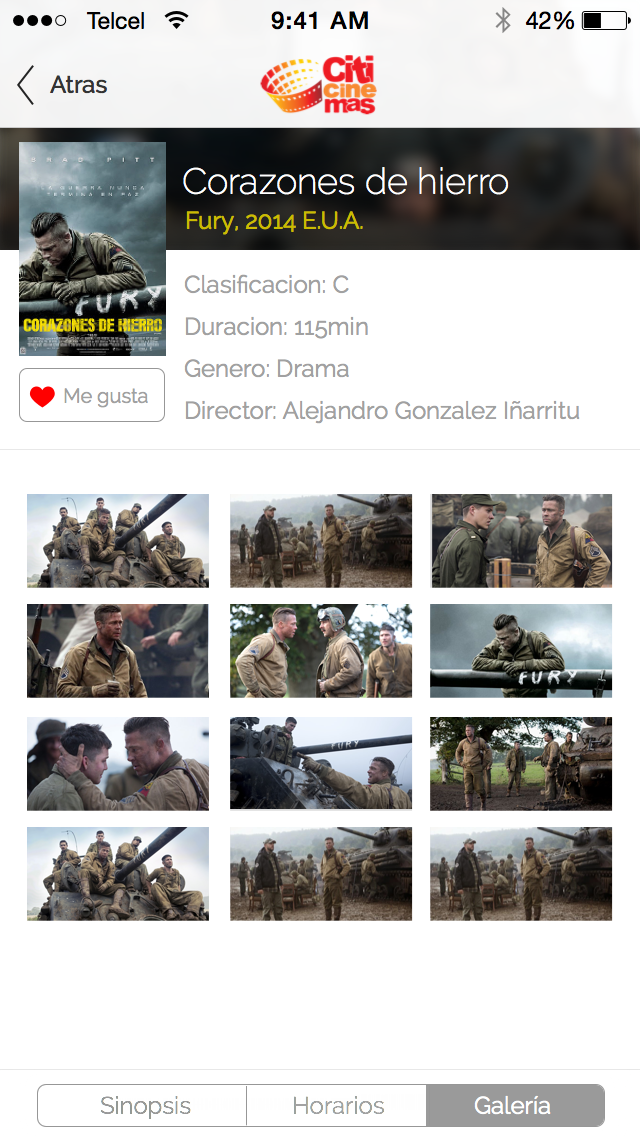 Telcel 9:41 AM 42%
Atras
Citi
cine
mas
BRAD PITT
LA GUERRA NUNCA
TERMINA EN PAZ
FURY
CORAZONES DE HIERRO
Corazones de hierro
Fury, 2014 E.U.A.
Clasificacion: C
Duracion: 115min
Genero: Drama
Director: Alejandro Gonzalez Iñarritu
Me gusta
FURY
FURY
Sinopsis Horarios Galería